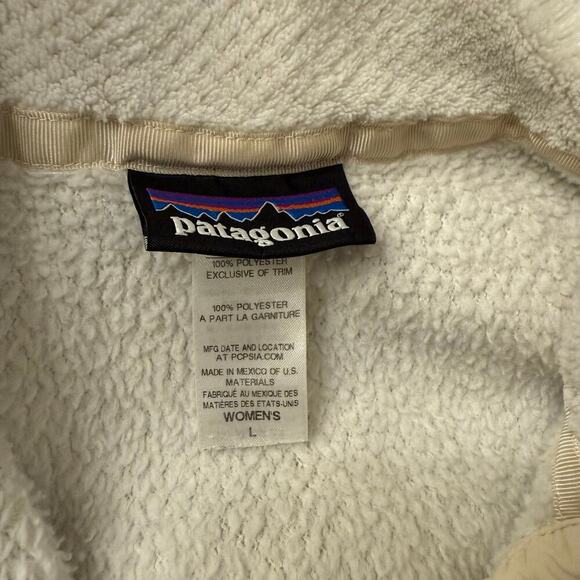 patagonia®
100% POLYESTER
EXCLUSIVE OF TRIM
100% POLYESTER
A PART LA GARNITURE
MFG DATE AND LOCATION
AT PCPSIA.COM
MADE IN MEXICO OF U.S.
MATERIALS
FABRIQUÉ AU MEXIQUE DES
MATIÈRES DES ÉTATS-UNIS
WOMEN'S
L